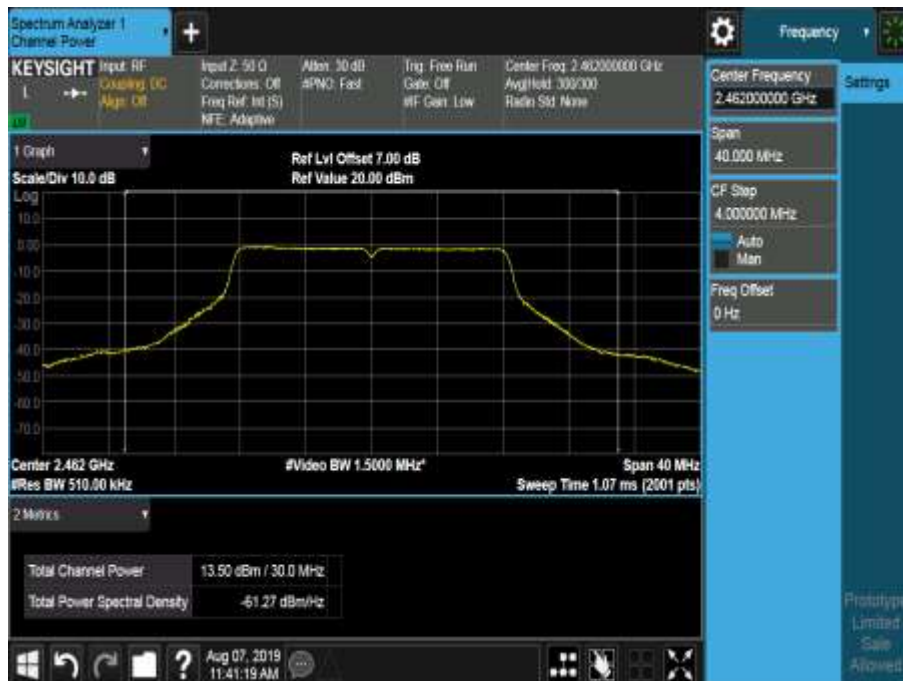 Spectrum Analyzer 1
Channel Power
+
Frequency
KEYSIGHT
Input: RF
Coupling: DC
Align: Off
Input Z: 50 Ω
Corrections: Off
Freq Ref: Int (S)
NFE: Adaptive
Atten: 30 dB
#PNO: Fast
Trig: Free Run
Gate: Off
#IF Gain: Low
Center Freq: 2.462000000 GHz
Avg|Hold: 300/300
Radio Std: None
L
Center Frequency
2.462000000 GHz
Settings
Span
40.000 MHz
CF Step
4.000000 MHz
Auto
Man
Freq Offset
0 Hz
1 Graph
Scale/Div 10.0 dB
Ref Lvl Offset 7.00 dB
Ref Value 20.00 dBm
Log
10.0
0.00
-10.0
-20.0
-30.0
-40.0
-50.0
-60.0
-70.0
Center 2.462 GHz
#Video BW 1.5000 MHz*
Span 40 MHz
#Res BW 510.00 kHz
Sweep Time 1.07 ms (2001 pts)
2 Metrics
Total Channel Power 13.50 dBm / 30.0 MHz
Total Power Spectral Density -61.27 dBm/Hz
?
Aug 07, 2019
11:41:19 AM
Prototype
Limited
Sale
Allowed